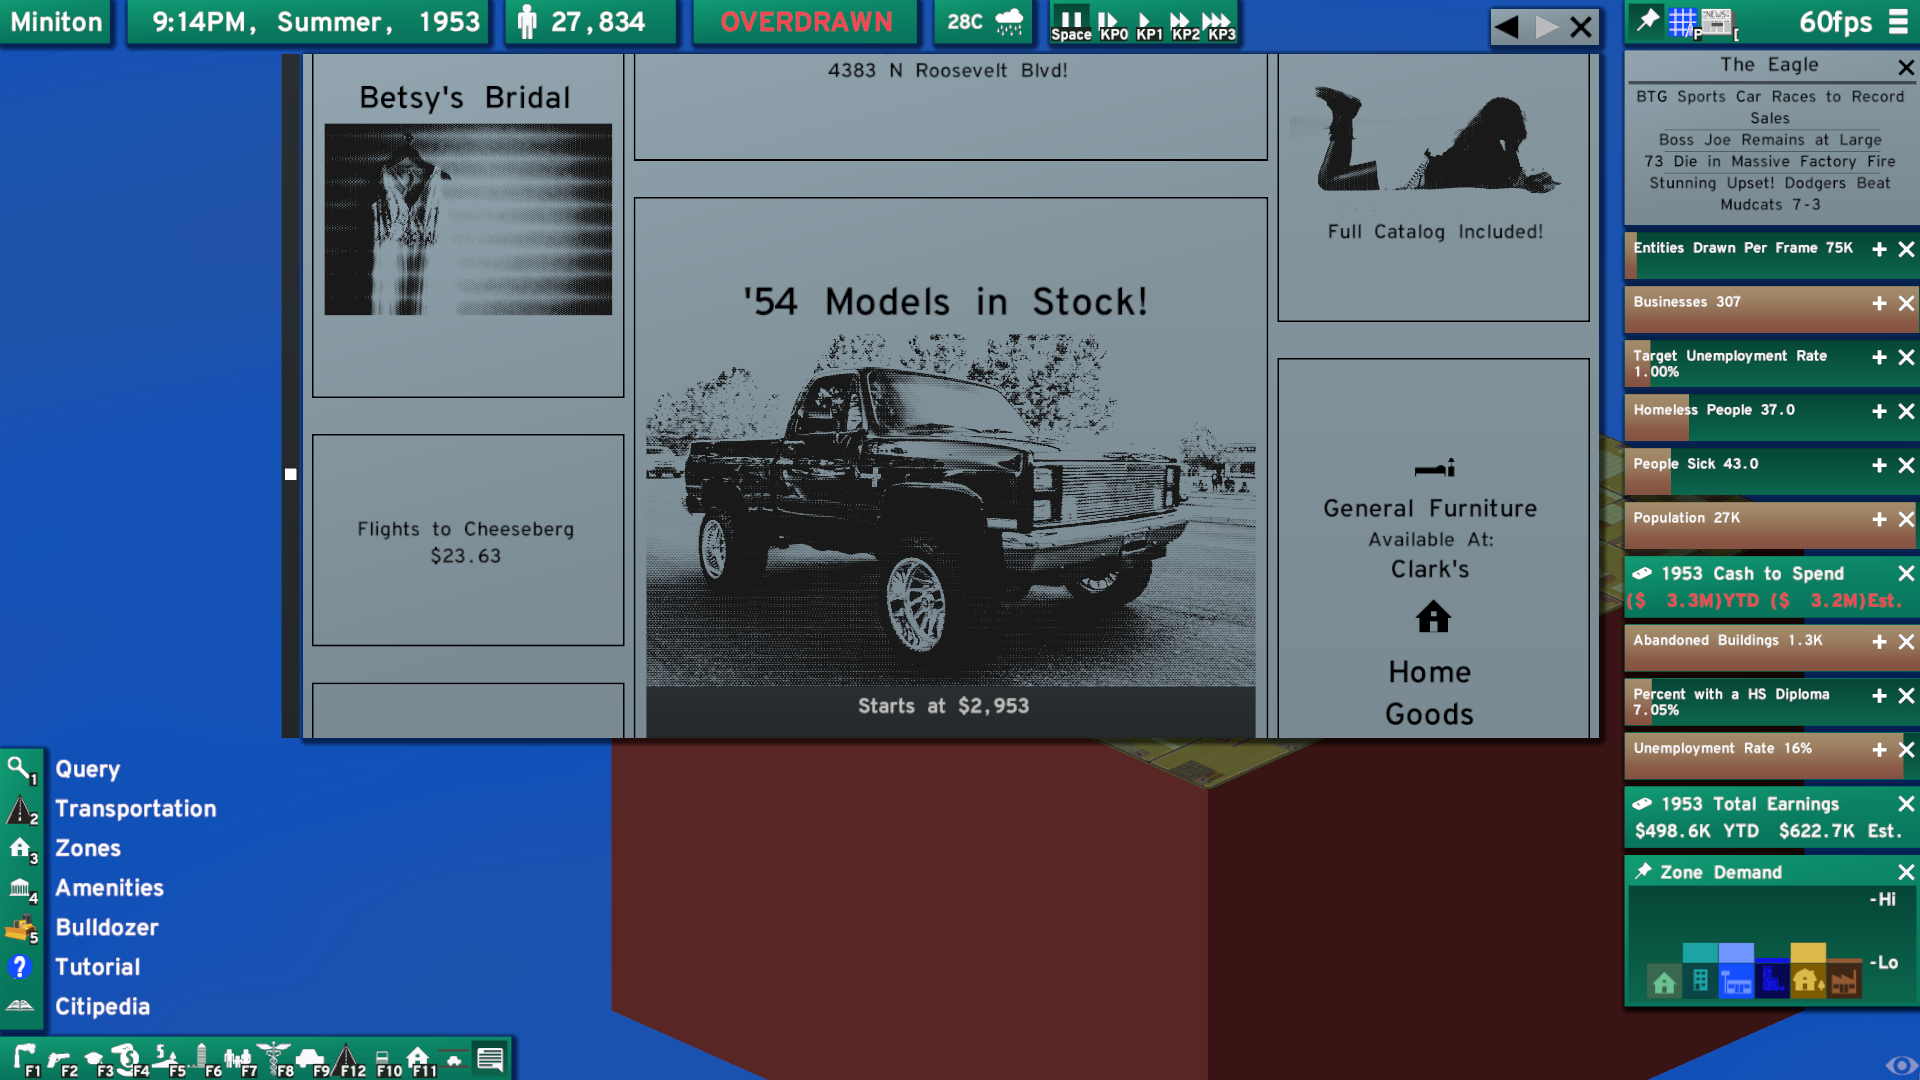 Miniton
9:14PM, Summer, 1953
27,834
OVERDRAWN
28C
Space
KP0
KP1
KP2
KP3
P
[
60fps
4383 N Roosevelt Blvd!
Betsy's Bridal
Flights to Cheeseberg
$23.63
'54 Models in Stock!
Starts at $2,953
Full Catalog Included!
General Furniture
Available At:
Clark's
Home
Goods
The Eagle
BTG Sports Car Races to Record
Sales
Boss Joe Remains at Large
73 Die in Massive Factory Fire
Stunning Upset! Dodgers Beat
Mudcats 7-3
Entities Drawn Per Frame 75K
Businesses 307
Target Unemployment Rate
1.00%
Homeless People 37.0
People Sick 43.0
Population 27K
1953 Cash to Spend
($ 3.3M)YTD ($ 3.2M)Est.
Abandoned Buildings 1.3K
Percent with a HS Diploma
7.05%
Unemployment Rate 16%
1953 Total Earnings
$498.6K YTD $622.7K Est.
Zone Demand
-Hi
-Lo
1 Query
2 Transportation
3 Zones
4 Amenities
5 Bulldozer
? Tutorial
Citipedia
F1 F2 F3 F4 F5 F6 F7 F8 F9 F12 F10 F11